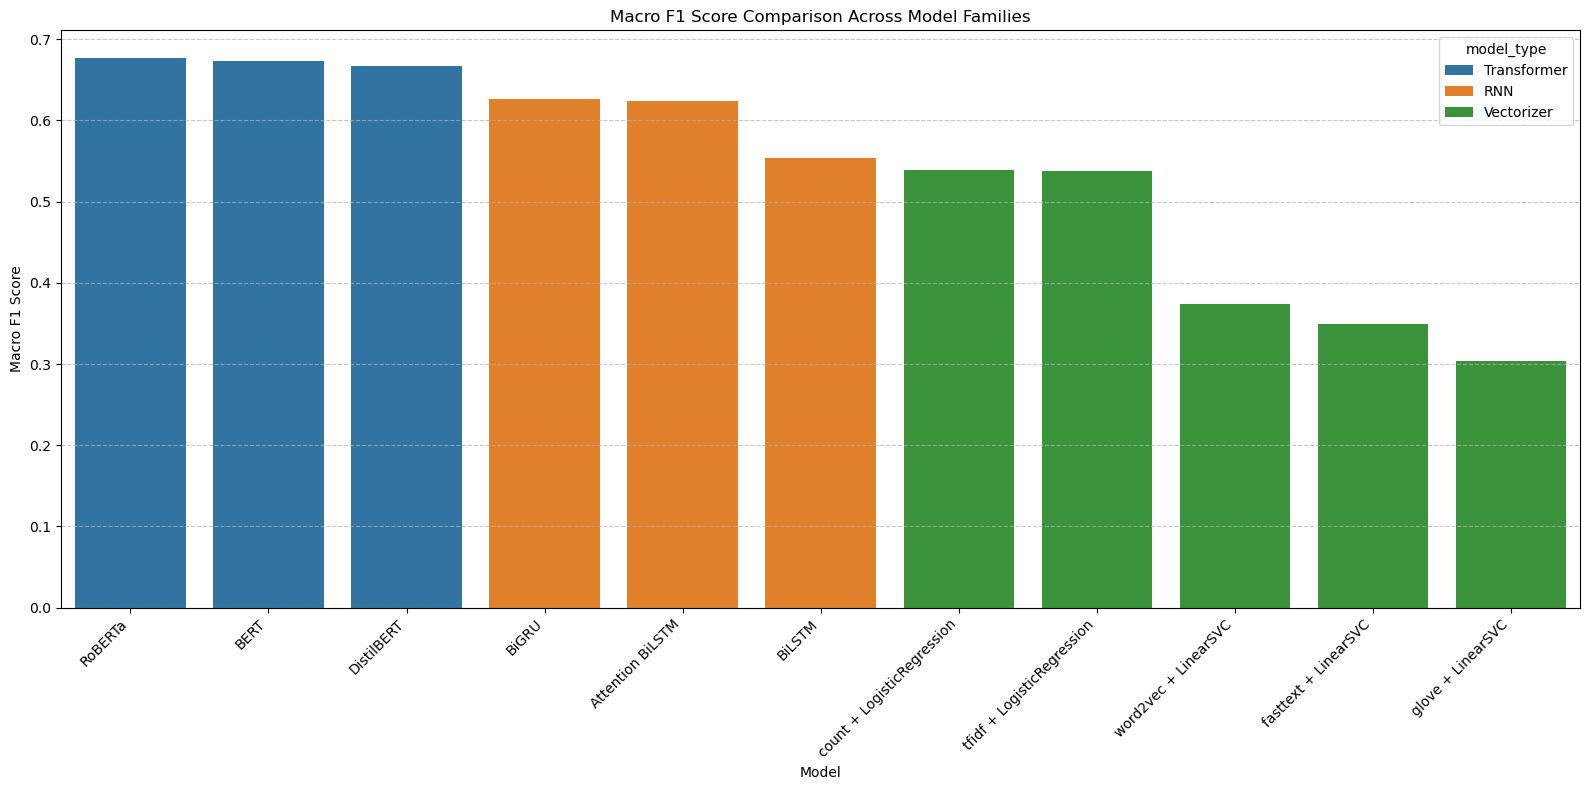 Macro F1 Score Comparison Across Model Families
model_type
Transformer
RNN
Vectorizer
Macro F1 Score
0.7
0.6
0.5
0.4
0.3
0.2
0.1
0.0
RoBERTa
BERT
DistilBERT
BiGRU
Attention BiLSTM
BiLSTM
count + LogisticRegression
tfidf + LogisticRegression
word2vec + LinearSVC
fasttext + LinearSVC
glove + LinearSVC
Model